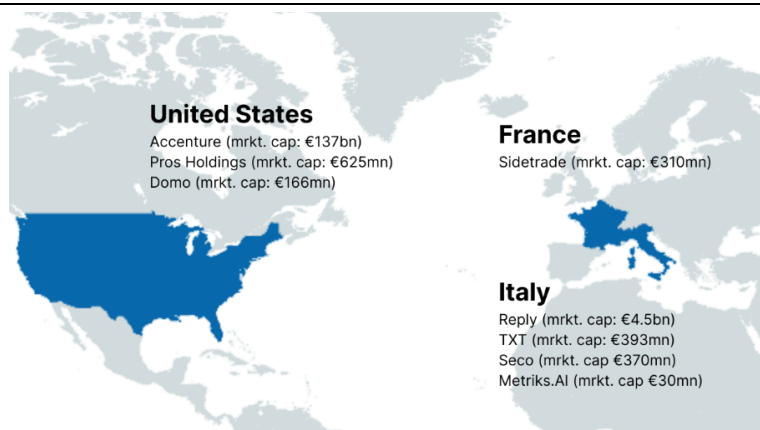 United States
Accenture (mrkt. cap: €137bn)
Pros Holdings (mrkt. cap: €625mn)
Domo (mrkt. cap: €166mn)
France
Sidetrade (mrkt. cap: €310mn)
Italy
Reply (mrkt. cap: €4.5bn)
TXT (mrkt. cap: €393mn)
Seco (mrkt. cap €370mn)
Metriks.AI (mrkt. cap €30mn)